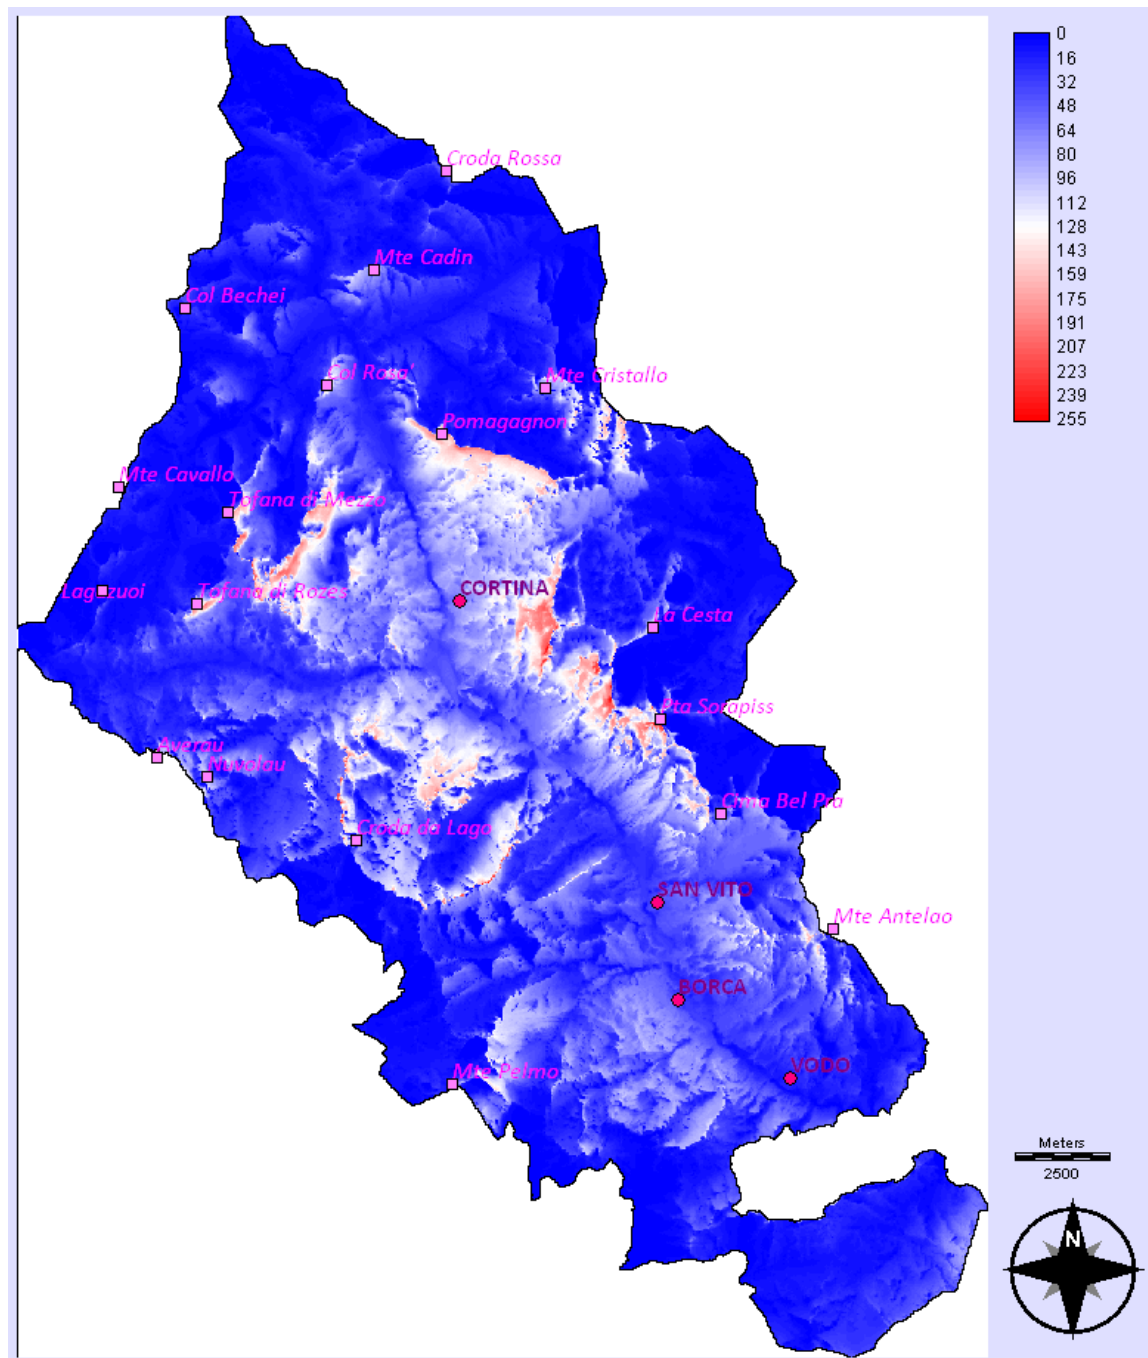 0
16
32
48
64
80
96
112
128
143
159
175
191
207
223
239
255
Croda Rossa
Mte Cadin
Col Bechei
Col Rosa'
Mte Cristallo
Pomagagnon
Mte Cavallo
Tofana di Mezzo
Lagazuoi
Tofana di Rozes
CORTINA
La Cesta
Pta Sorapiss
Averau
Nuvolau
Cima Bel Pra
Croda da Lago
SAN VITO
Mte Antelao
BORCA
VODO
Mte Pelmo
Meters
2500
N